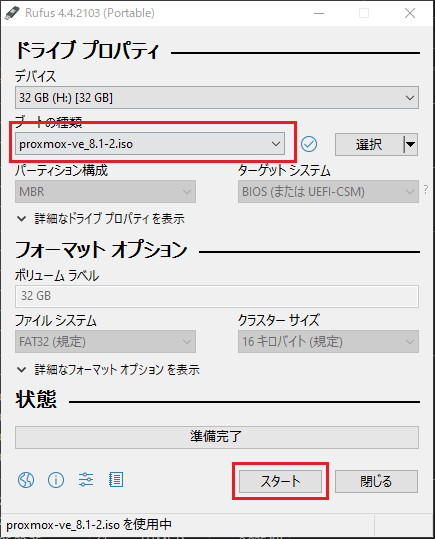 Rufus 4.4.2103 (Portable)
ドライブ プロパティ
デバイス
32 GB (H:) [32 GB]
ブートの種類
proxmox-ve_8.1-2.iso
選択
パーティション構成
ターゲット システム
MBR
BIOS (または UEFI-CSM)
?
詳細なドライブ プロパティを表示
フォーマット オプション
ボリューム ラベル
32 GB
ファイル システム
クラスター サイズ
FAT32 (規定)
16 キロバイト (規定)
詳細なフォーマット オプションを表示
状態
準備完了
スタート
閉じる
proxmox-ve_8.1-2.iso を使用中